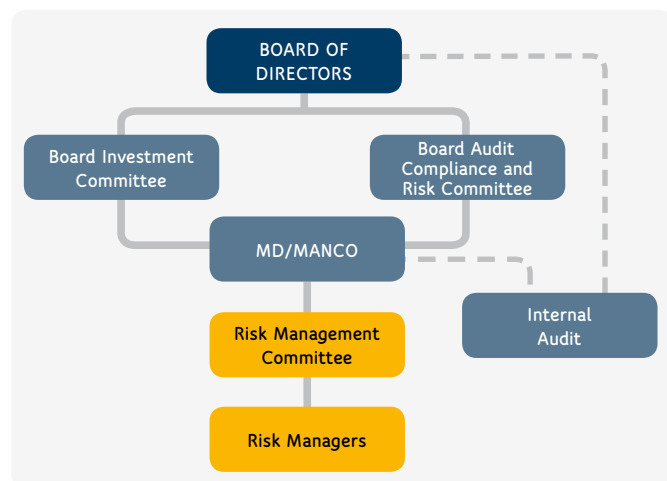 BOARD OF
DIRECTORS
Board Investment
Committee
Board Audit
Compliance and
Risk Committee
MD/MANCO
Internal
Audit
Risk Management
Committee
Risk Managers